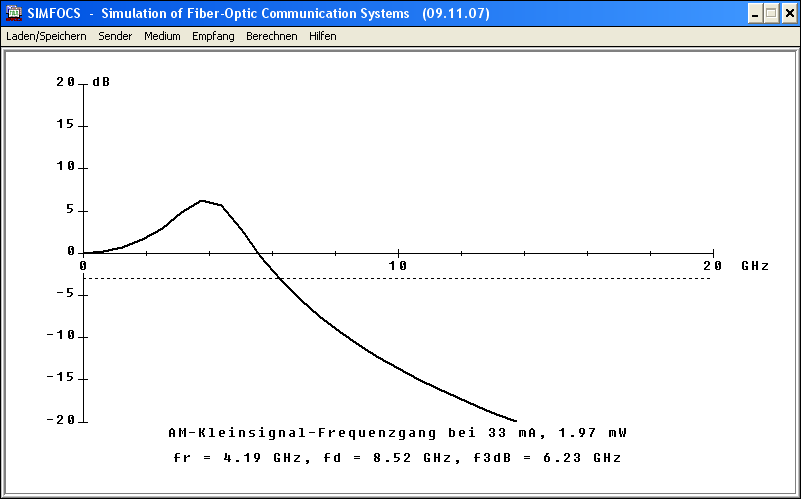 SIMFOCS - Simulation of Fiber-Optic Communication Systems (09.11.07)
Laden/Speichern Sender Medium Empfang Berechnen Hilfen
20 dB
15
10
5
0
0 10 20 GHz
-5
-10
-15
-20
AM-Kleinsignal-Frequenzgang bei 33 mA, 1.97 mW
fr = 4.19 GHz, fd = 8.52 GHz, f3dB = 6.23 GHz